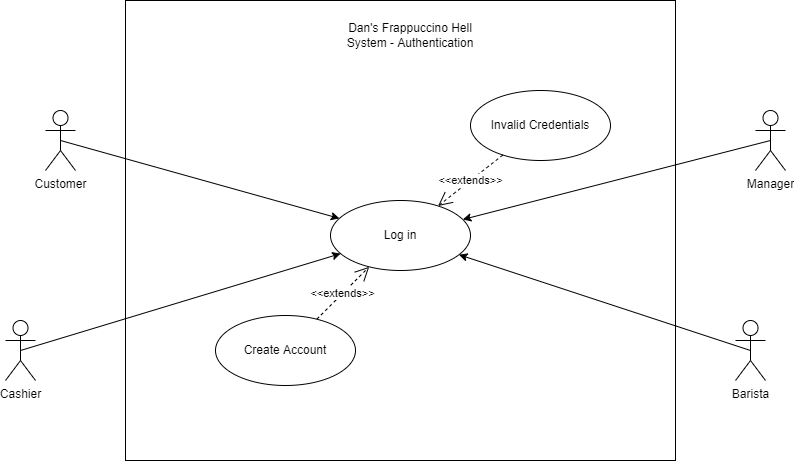 Dan's Frappuccino Hell
System - Authentication
Invalid Credentials
Customer
<<extends>>
Manager
Log in
<<extends>>
Create Account
Cashier
Barista